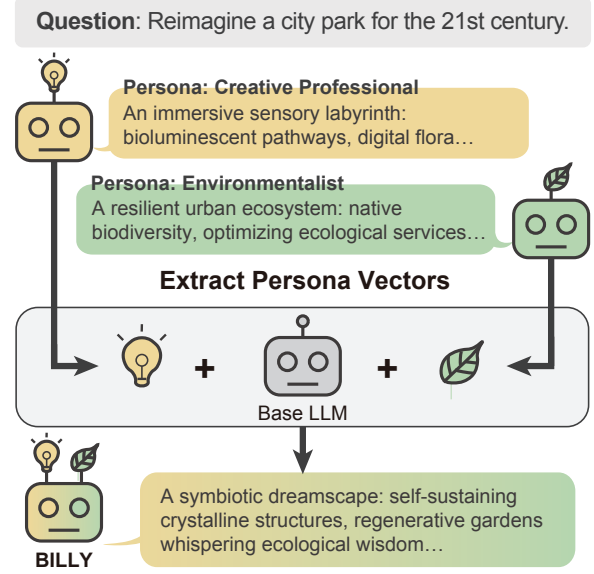 Question: Reimagine a city park for the 21st century.
Persona: Creative Professional
An immersive sensory labyrinth:
bioluminescent pathways, digital flora…
Persona: Environmentalist
A resilient urban ecosystem: native
biodiversity, optimizing ecological services…
Extract Persona Vectors
+
+
Base LLM
A symbiotic dreamscape: self-sustaining
crystalline structures, regenerative gardens
whispering ecological wisdom…
BILLY